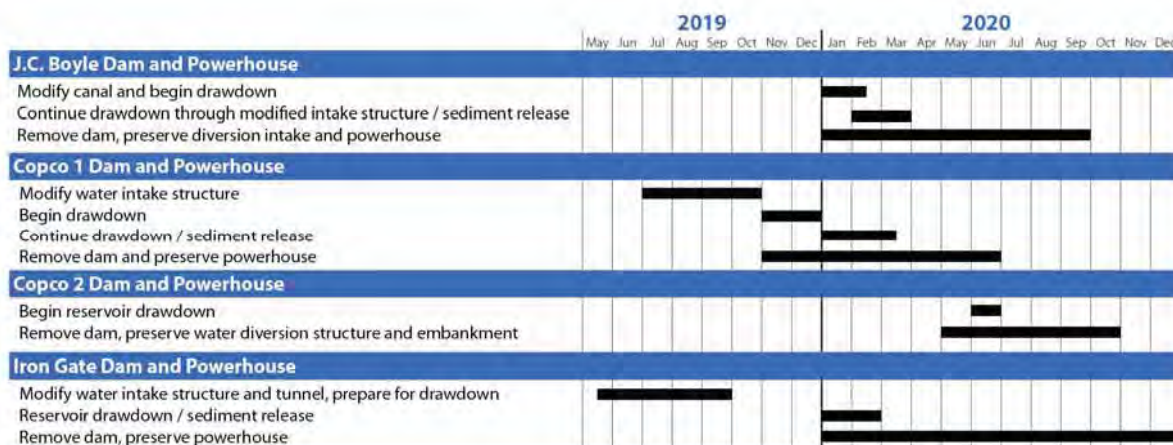 2019 2020
May Jun Jul Aug Sep Oct Nov Dec Jan Feb Mar Apr May Jun Jul Aug Sep Oct Nov Dec
J.C. Boyle Dam and Powerhouse
Modify canal and begin drawdown
Continue drawdown through modified intake structure / sediment release
Remove dam, preserve diversion intake and powerhouse
Copco 1 Dam and Powerhouse
Modify water intake structure
Begin drawdown
Continue drawdown / sediment release
Remove dam and preserve powerhouse
Copco 2 Dam and Powerhouse
Begin reservoir drawdown
Remove dam, preserve water diversion structure and embankment
Iron Gate Dam and Powerhouse
Modify water intake structure and tunnel, prepare for drawdown
Reservoir drawdown / sediment release
Remove dam, preserve powerhouse